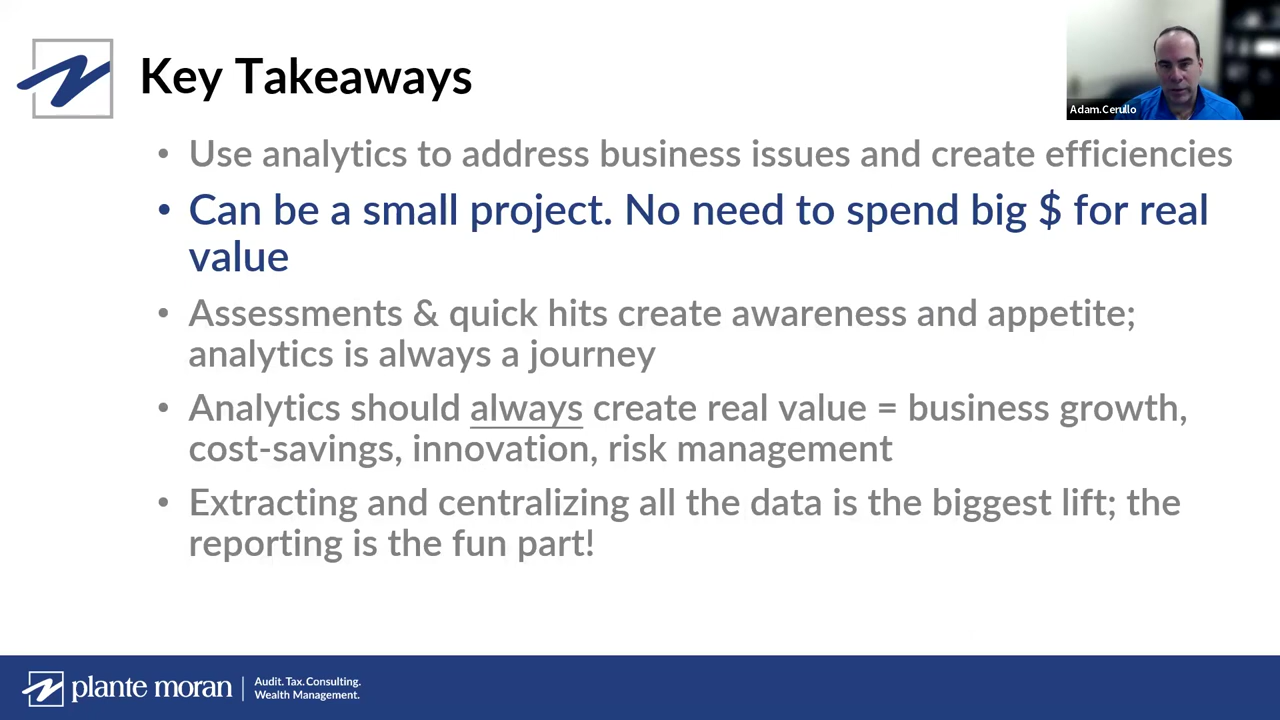 Key Takeaways
Adam.Cerullo
• Use analytics to address business issues and create efficiencies
• Can be a small project. No need to spend big $ for real
value
• Assessments & quick hits create awareness and appetite;
analytics is always a journey
• Analytics should always create real value = business growth,
cost-savings, innovation, risk management
• Extracting and centralizing all the data is the biggest lift; the
reporting is the fun part!
plante moran
Audit. Tax. Consulting.
Wealth Management.